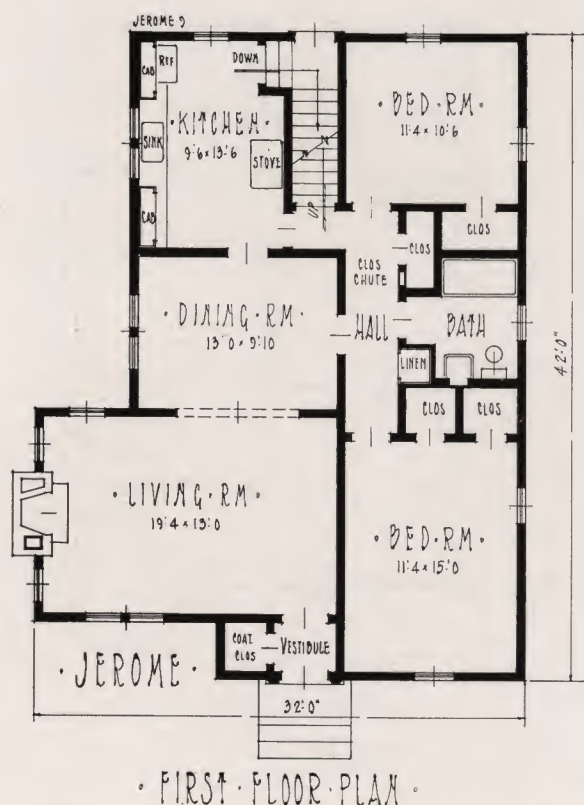 JEROME 9
CAB
REF
DOWN
· KITCHEN ·
9'·6 × 13'·6
SINK
STOVE
CAB
UP
· BED·RM ·
11'·4 × 10'·6
CLOS
CLOS
CLOS
CHUTE
· DINING·RM ·
13'·0 × 9'·10
HALL
BATH
LINEN
42'·0"
CLOS
CLOS
· LIVING·RM ·
19'·4 × 13'·0
· BED·RM ·
11'·4 × 15'·0
COAT
CLOS
VESTIBULE
· JEROME ·
32'·0"
· FIRST · FLOOR · PLAN ·